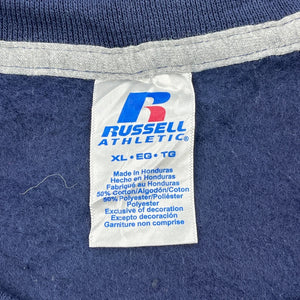 R
RUSSELL
ATHLETIC®
XL • EG • TG
Made in Honduras
Hecho en Honduras
Fabriqué au Honduras
50% Cotton/Algodón/Coton
50% Polyester/Poliéster
Polyester
Exclusive of decoration
Excepto decoración
Garniture non comprise